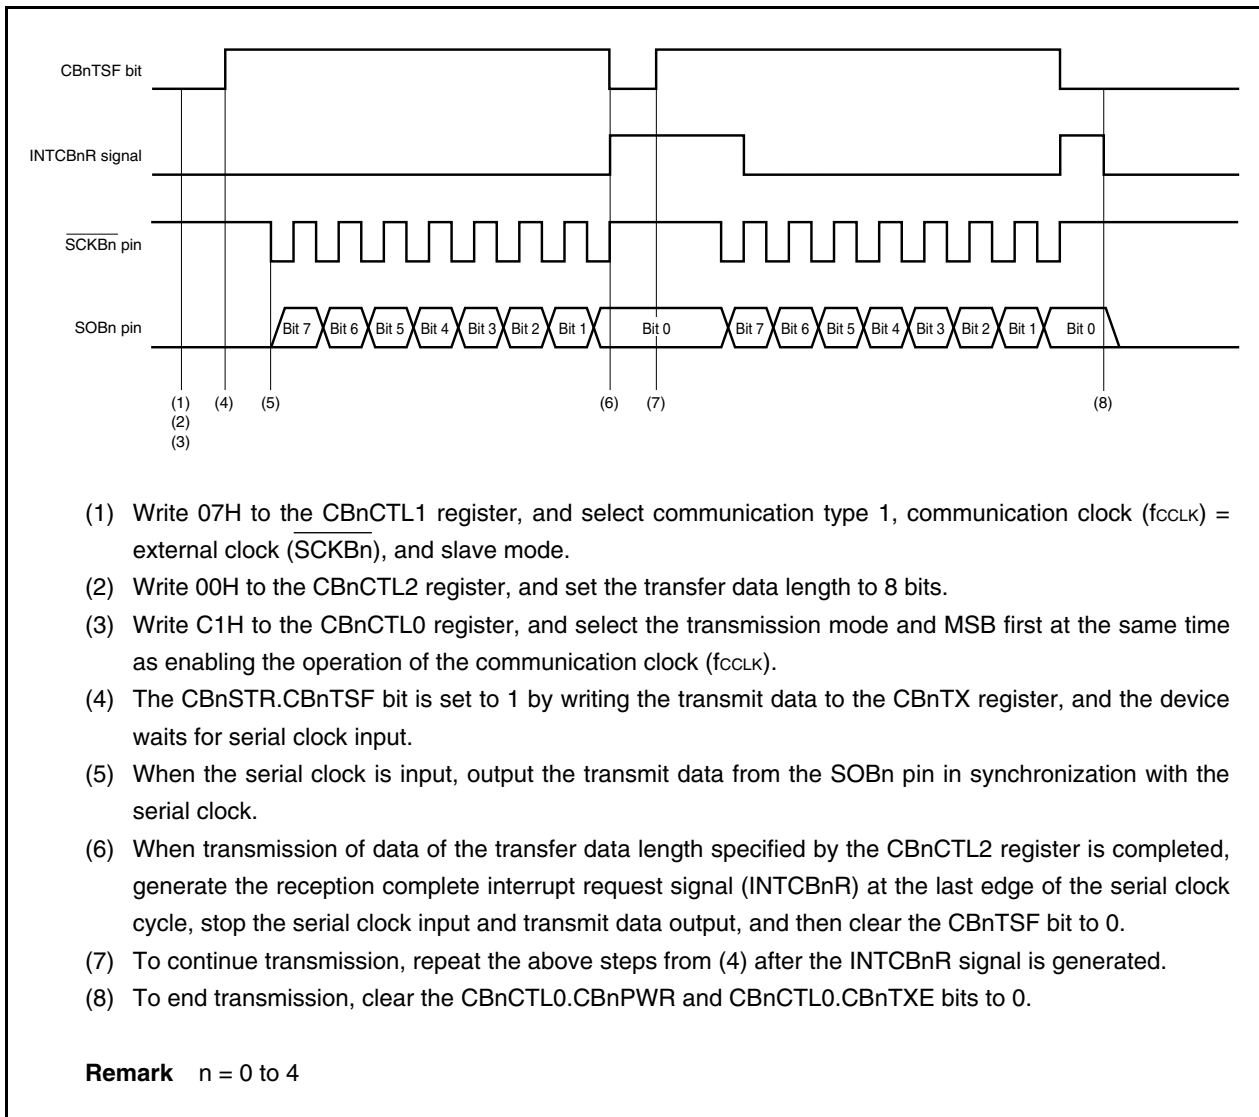 CBnTSF bit
INTCBnR signal
SCKBn pin
SOBn pin
Bit 7 Bit 6 Bit 5 Bit 4 Bit 3 Bit 2 Bit 1 Bit 0 Bit 7 Bit 6 Bit 5 Bit 4 Bit 3 Bit 2 Bit 1 Bit 0
(1) (4) (5) (6) (7) (8)
(2)
(3)
(1) Write 07H to the CBnCTL1 register, and select communication type 1, communication clock (fCCLK) =
external clock (SCKBn), and slave mode.
(2) Write 00H to the CBnCTL2 register, and set the transfer data length to 8 bits.
(3) Write C1H to the CBnCTL0 register, and select the transmission mode and MSB first at the same time
as enabling the operation of the communication clock (fCCLK).
(4) The CBnSTR.CBnTSF bit is set to 1 by writing the transmit data to the CBnTX register, and the device
waits for serial clock input.
(5) When the serial clock is input, output the transmit data from the SOBn pin in synchronization with the
serial clock.
(6) When transmission of data of the transfer data length specified by the CBnCTL2 register is completed,
generate the reception complete interrupt request signal (INTCBnR) at the last edge of the serial clock
cycle, stop the serial clock input and transmit data output, and then clear the CBnTSF bit to 0.
(7) To continue transmission, repeat the above steps from (4) after the INTCBnR signal is generated.
(8) To end transmission, clear the CBnCTL0.CBnPWR and CBnCTL0.CBnTXE bits to 0.
Remark n = 0 to 4